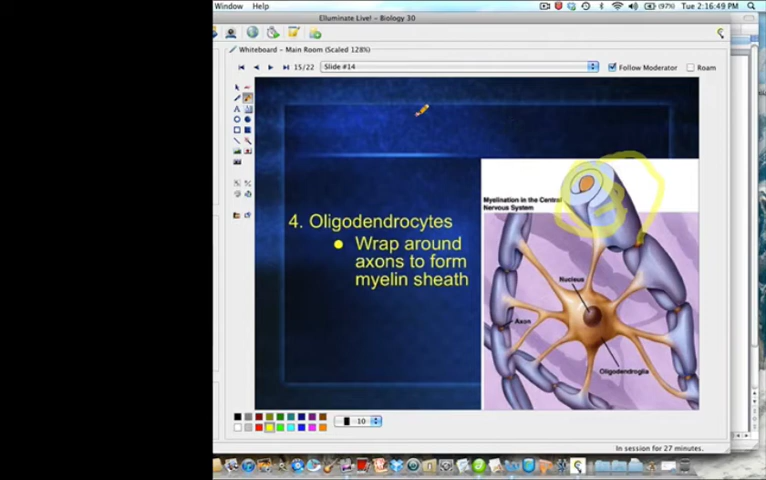 Window Help
(97%) Tue 2:16:49 PM
Elluminate Live! - Biology 30
Whiteboard - Main Room (Scaled 128%)
15/22 Slide #14 Follow Moderator Roam
4. Oligodendrocytes
Wrap around
axons to form
myelin sheath
Myelination in the Central
Nervous System
Nucleus
Axon
Oligodendroglia
10
In session for 27 minutes.